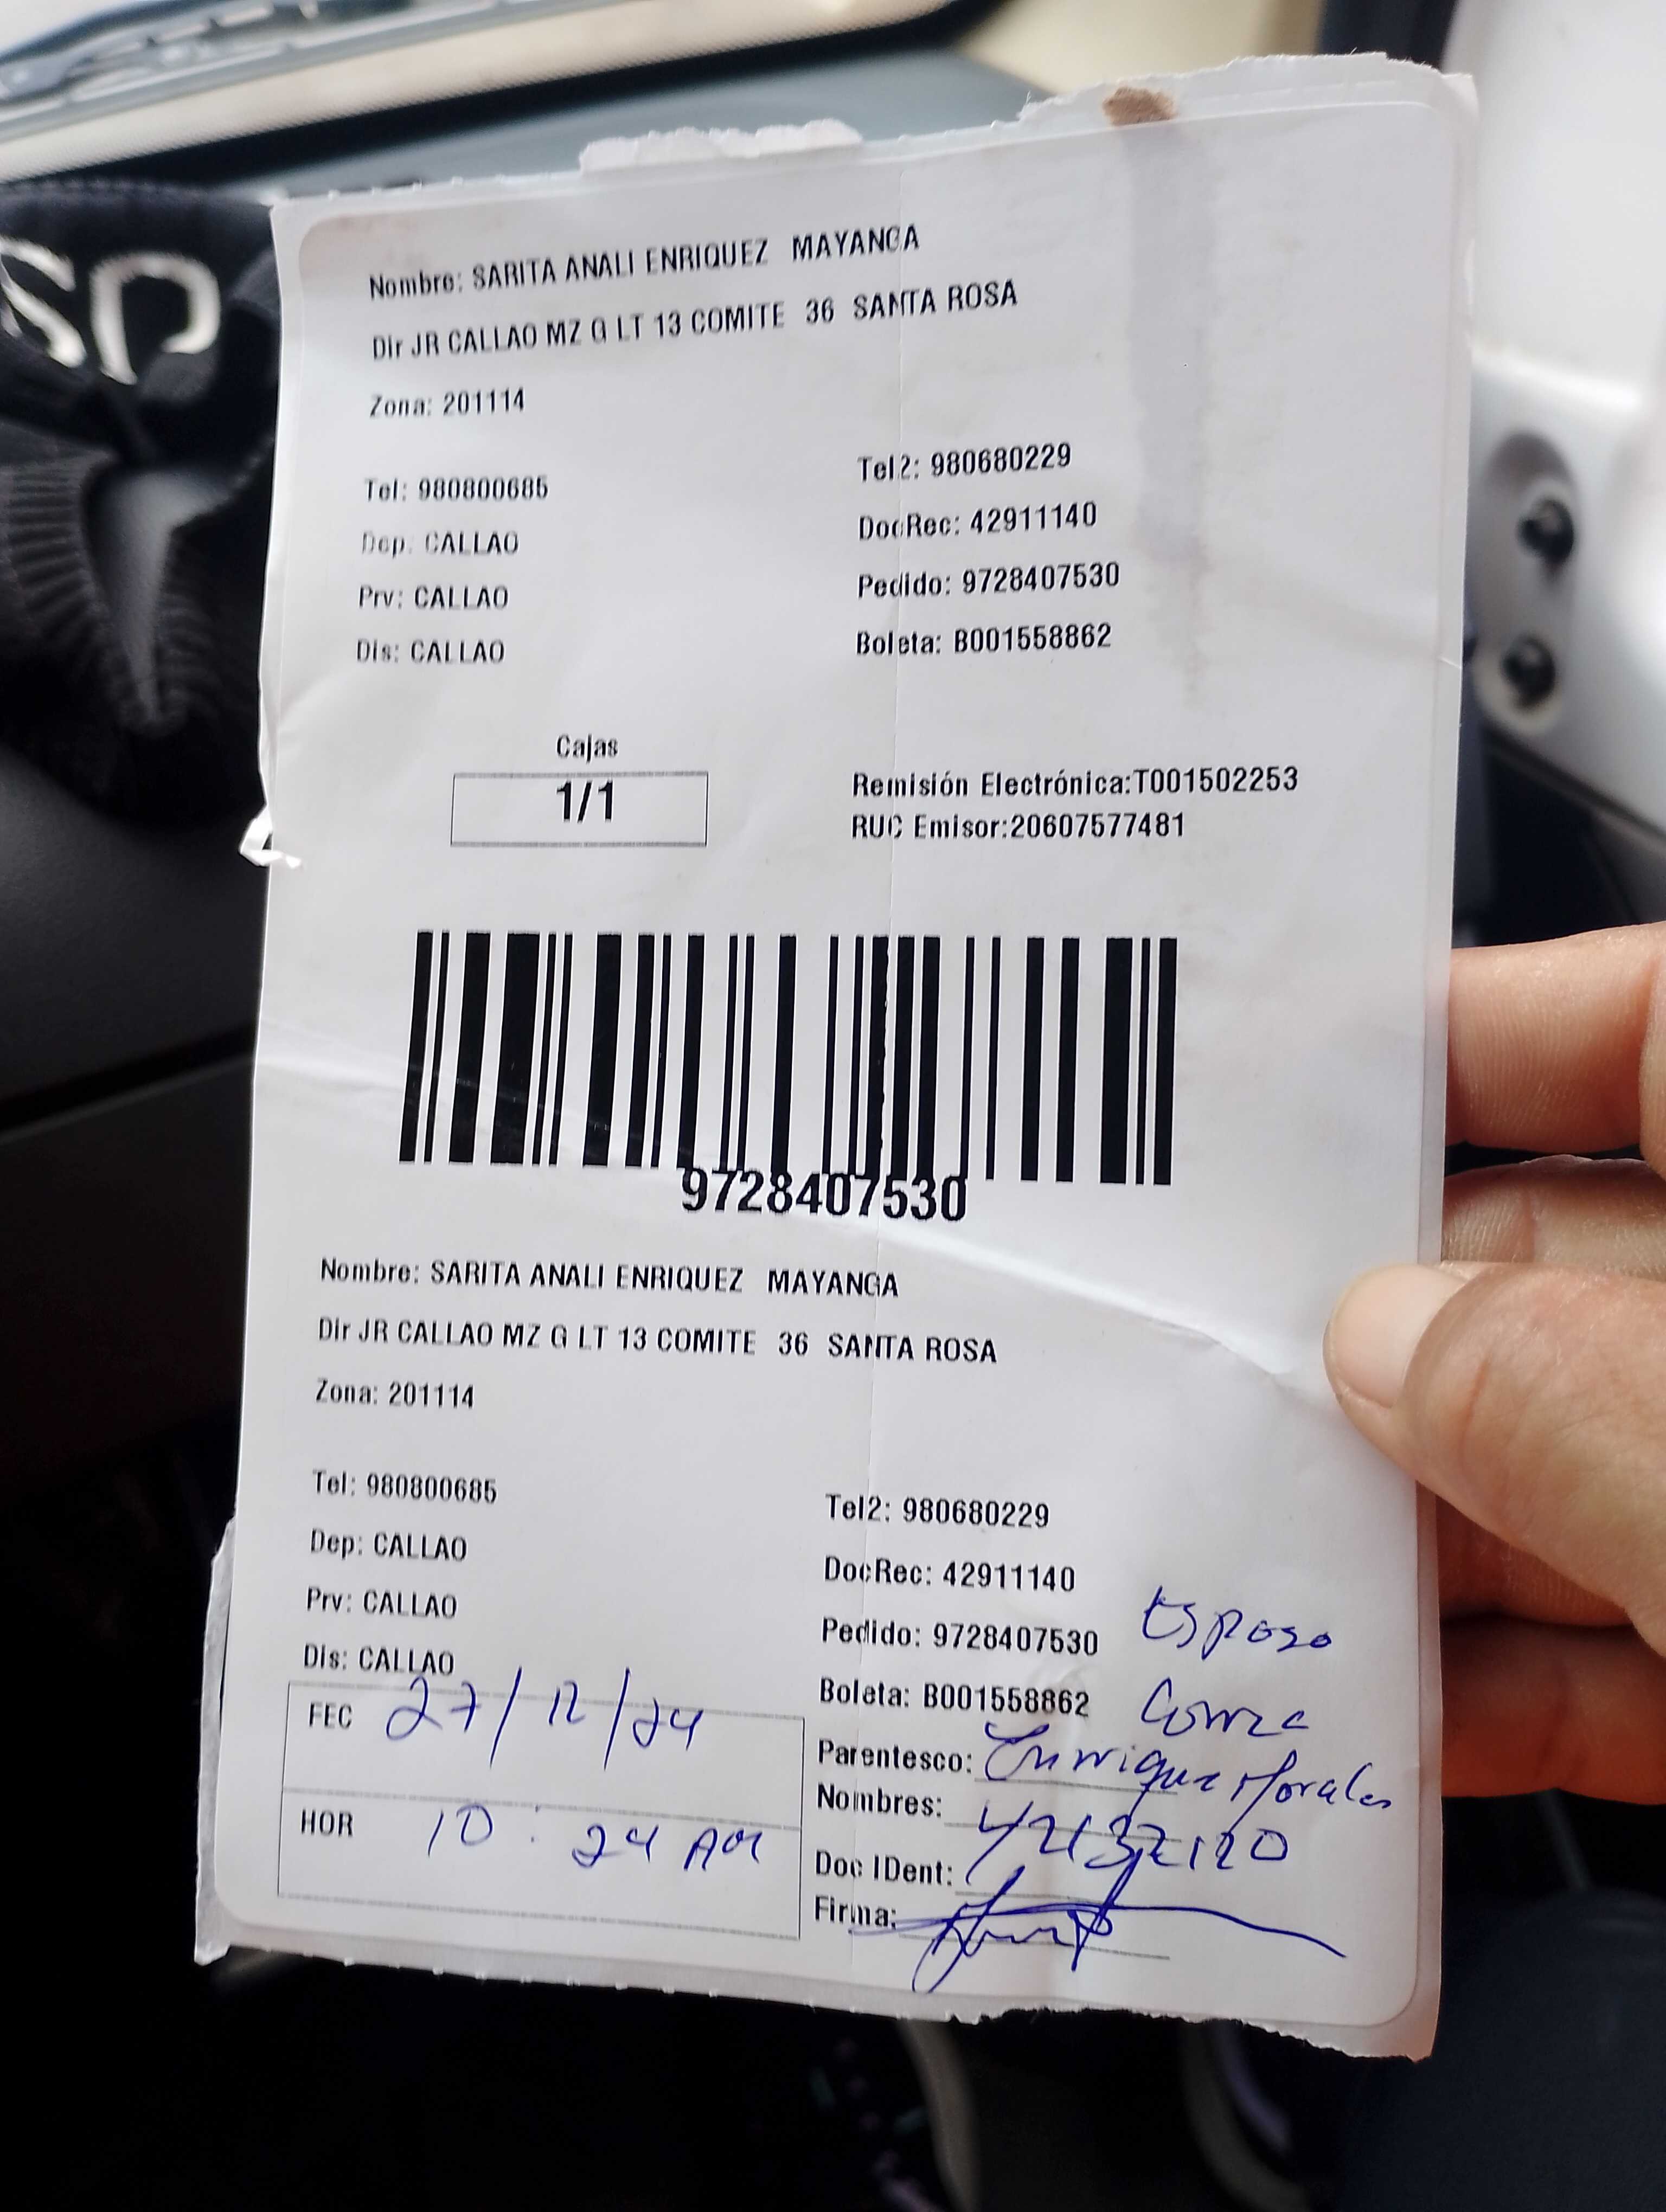 SP
Nombre: SARITA ANALI ENRIQUEZ MAYANGA
Dir JR CALLAO MZ G LT 13 COMITE 36 SANTA ROSA
Zona: 201114
Tel: 980800685 Tel2: 980680229
Dep: CALLAO DocRec: 42911140
Prv: CALLAO Pedido: 9728407530
Dis: CALLAO Boleta: B001558862
Cajas
1/1
Remisión Electrónica:T001502253
RUC Emisor:20607577481
9728407530
Nombre: SARITA ANALI ENRIQUEZ MAYANGA
Dir JR CALLAO MZ G LT 13 COMITE 36 SANTA ROSA
Zona: 201114
Tel: 980800685 Tel2: 980680229
Dep: CALLAO DocRec: 42911140
Prv: CALLAO Pedido: 9728407530 Esposo
Dis: CALLAO Boleta: B001558862
FEC 27/12/24
HOR 10:24 AM
Parentesco: Enrrique Morales
Nombres:
Doc IDent: 42132120
Firma: